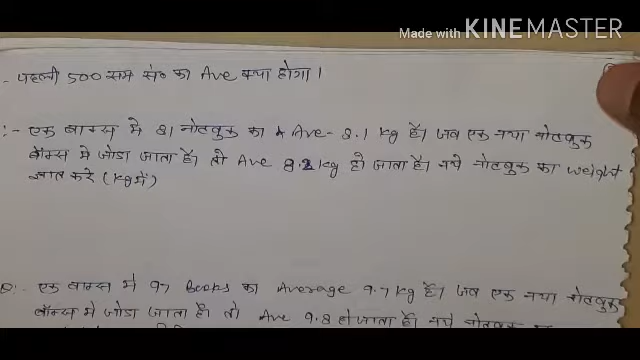 Made with KINEMASTER
- पहली 500 सम सं० का Ave क्या होगा।
:- एक बाक्स मे 81 नोटबुक का Ave - 8.1 kg है। जब एक नया नोटबुक
बॉक्स मे जोडा जाता है। तो Ave 8.2 kg हो जाता है। नये नोटबुक का weight
ज्ञात करे (kg में)
Q:- एक बाक्स मे 97 Books का Average 9.7 kg है। जब एक नया नोटबुक
बॉक्स मे जोडा जाता है। तो Ave 9.8 हो जाता है। नये नोटबुक